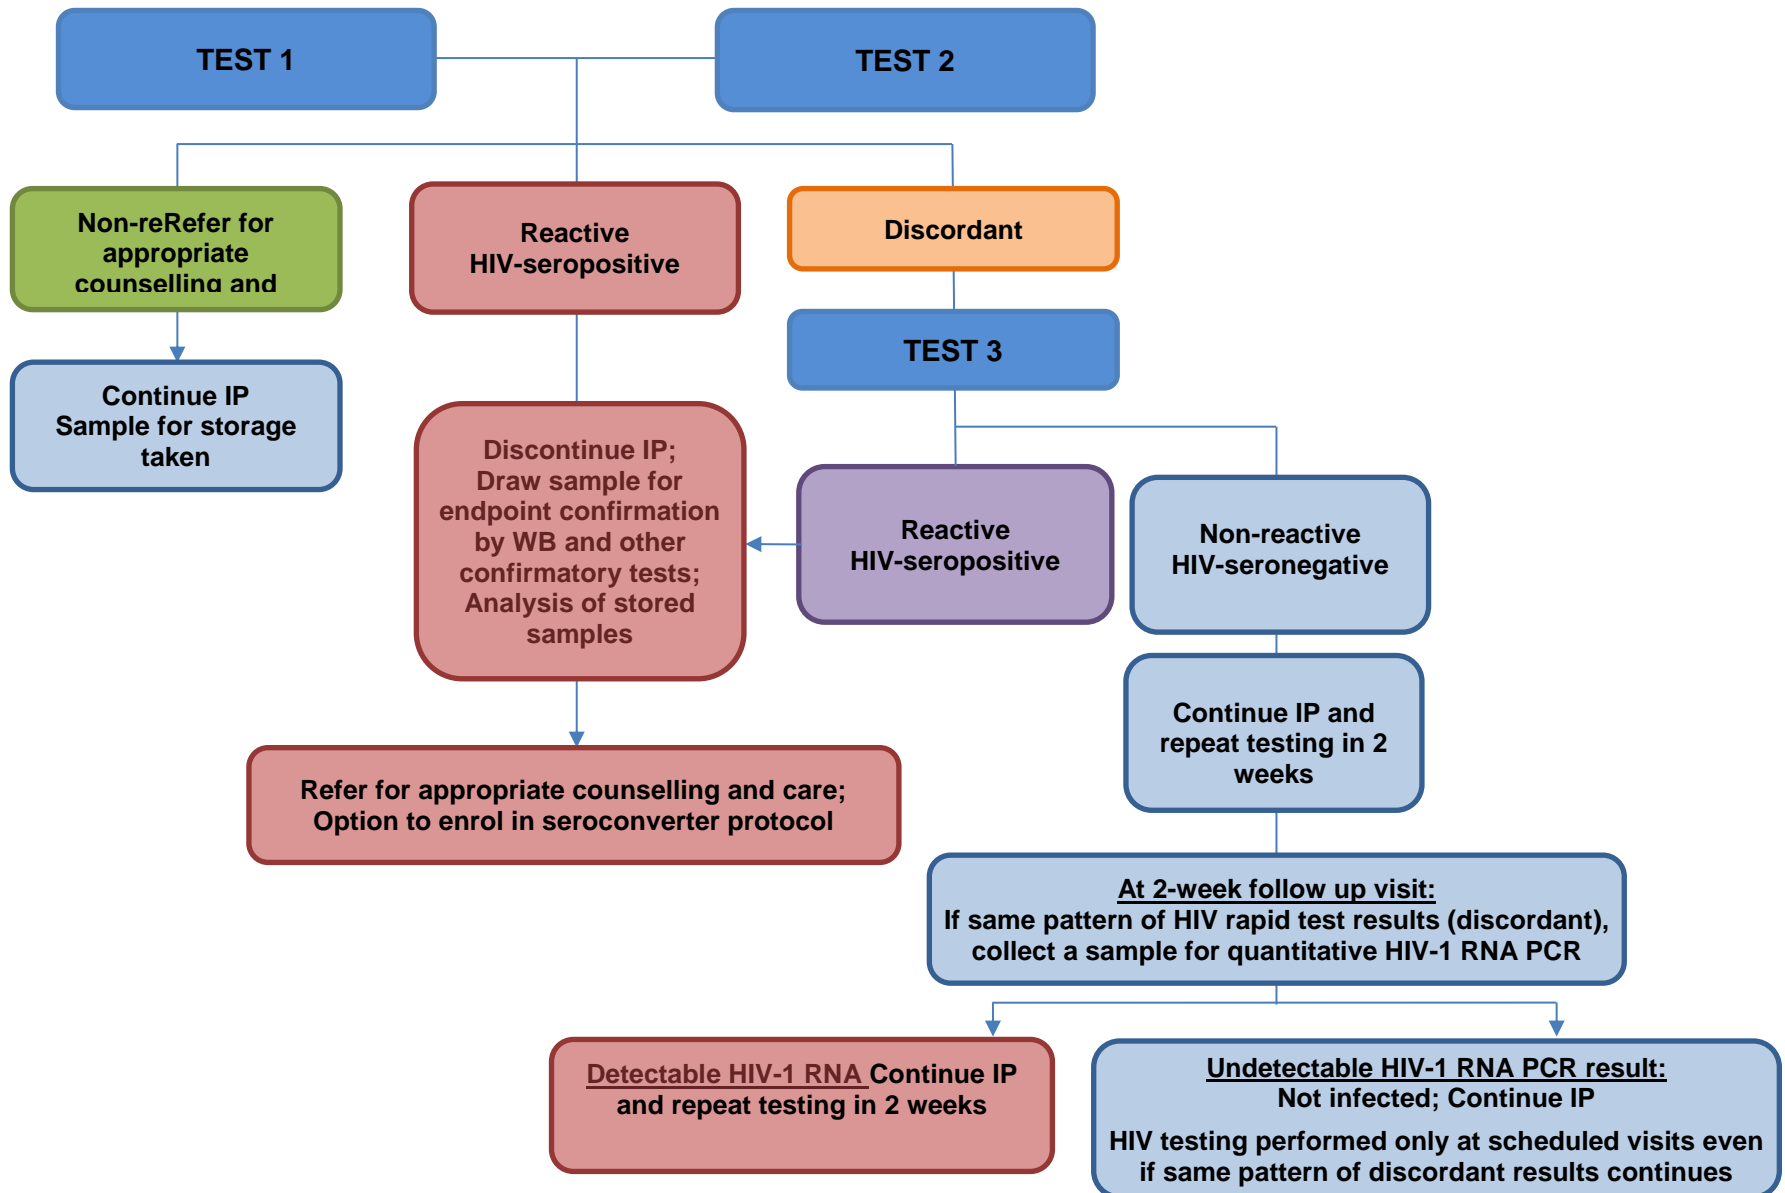 TEST 1
TEST 2
Non-reRefer for
appropriate
counselling and
Reactive
HIV-seropositive
Discordant
TEST 3
Continue IP
Sample for storage
taken
Discontinue IP;
Draw sample for
endpoint confirmation
by WB and other
confirmatory tests;
Analysis of stored
samples
Reactive
HIV-seropositive
Non-reactive
HIV-seronegative
Continue IP and
repeat testing in 2
weeks
Refer for appropriate counselling and care;
Option to enrol in seroconverter protocol
At 2-week follow up visit:
If same pattern of HIV rapid test results (discordant),
collect a sample for quantitative HIV-1 RNA PCR
Detectable HIV-1 RNA Continue IP
and repeat testing in 2 weeks
Undetectable HIV-1 RNA PCR result:
Not infected; Continue IP
HIV testing performed only at scheduled visits even
if same pattern of discordant results continues